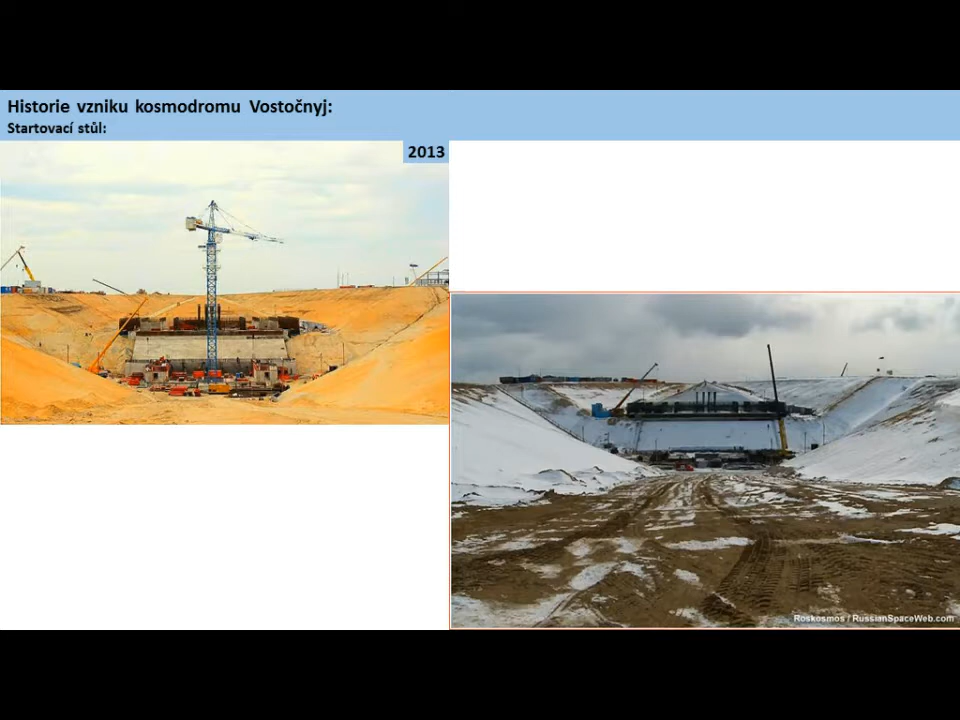 Historie vzniku kosmodromu Vostočnyj:
Startovací stůl:
2013
Roskosmos / RussianSpaceWeb.com